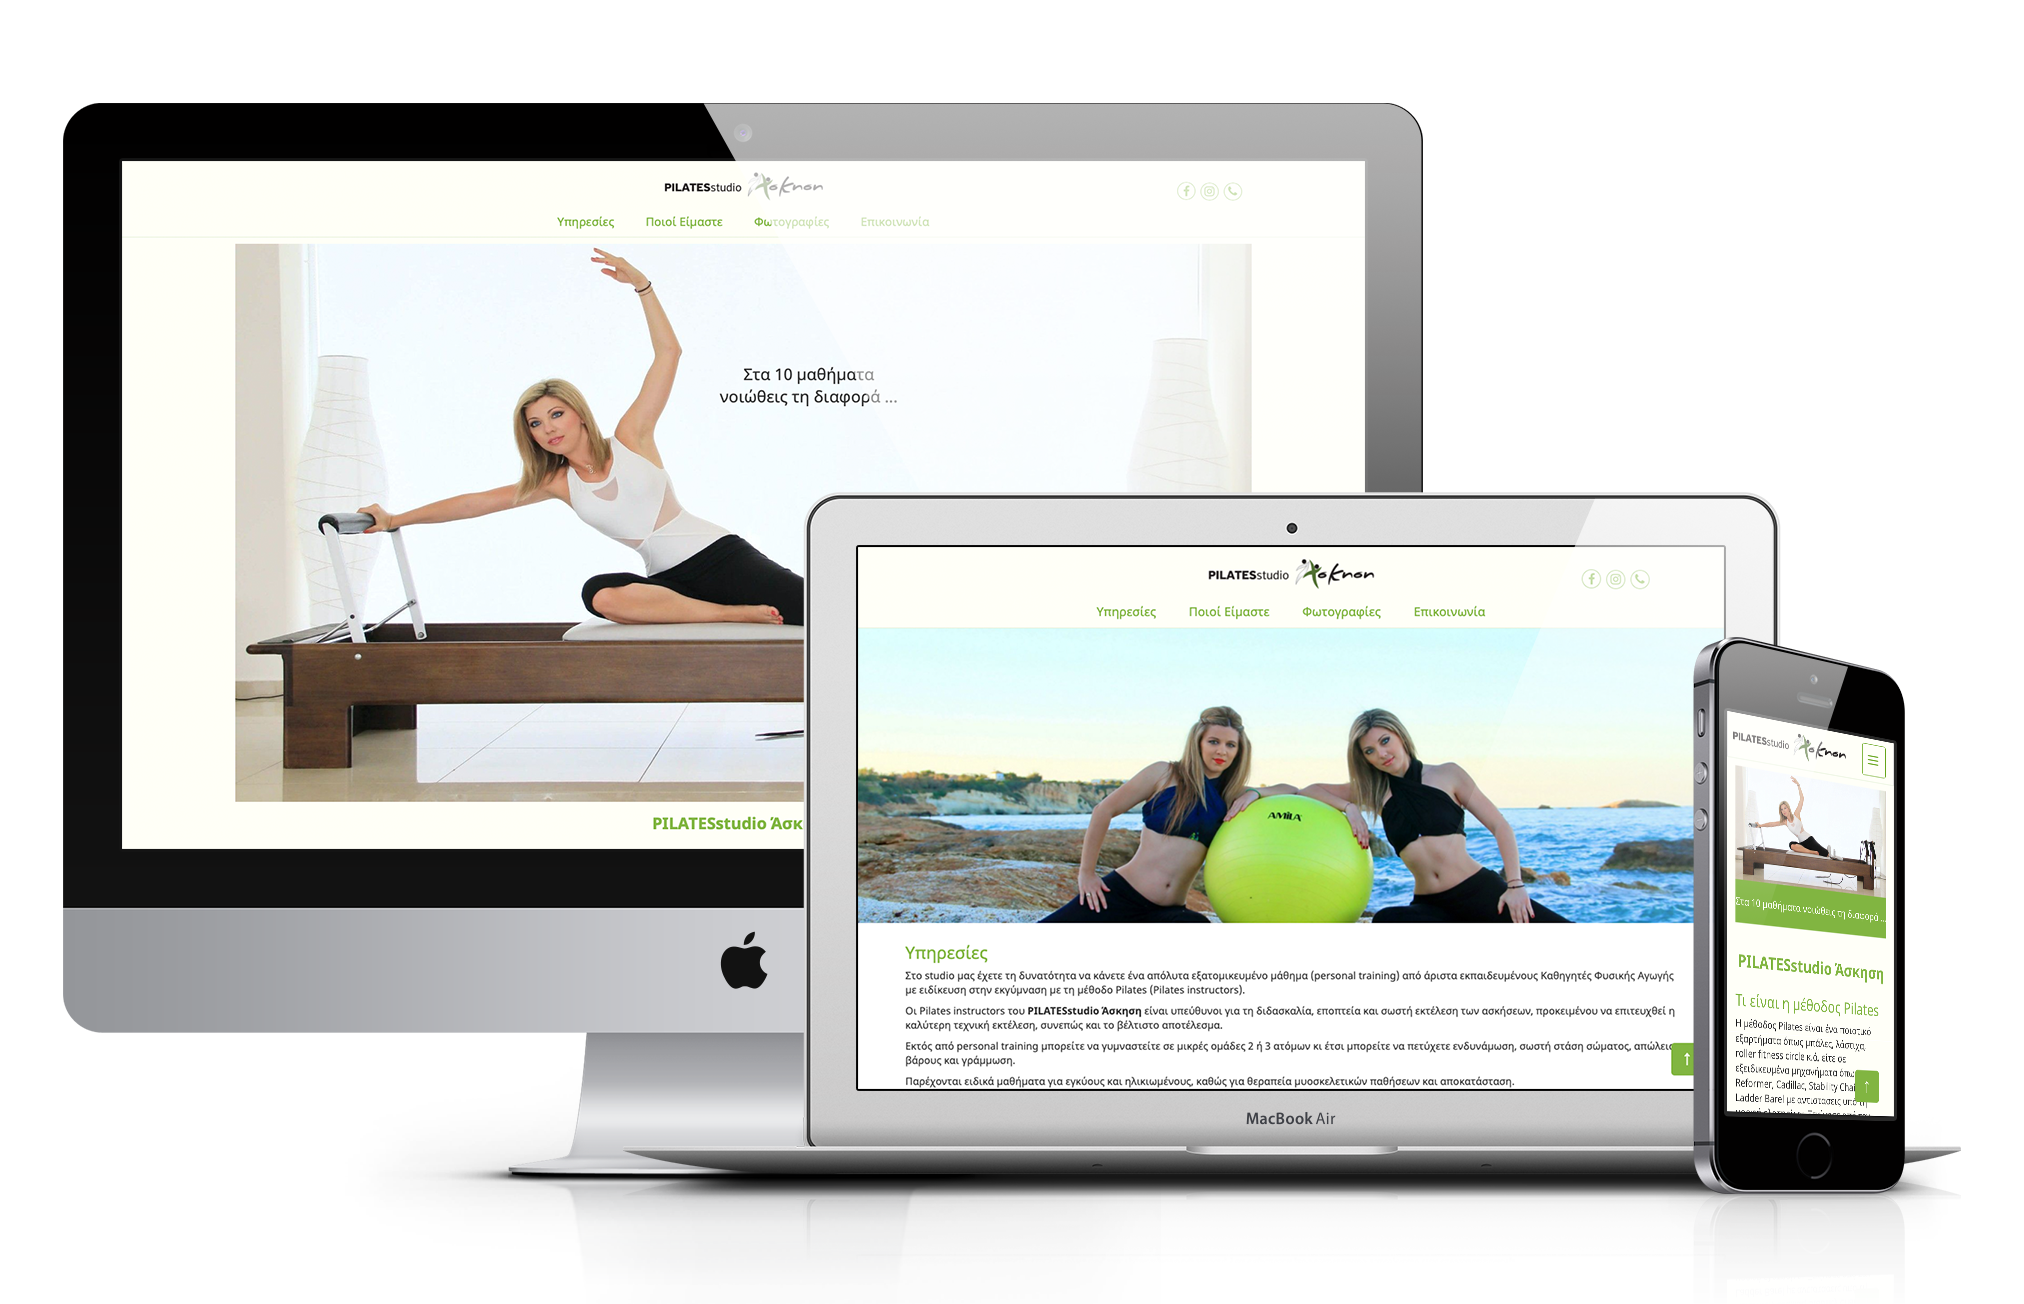 PILATESstudio Άσκηση
Υπηρεσίες Ποιοί Είμαστε Φωτογραφίες Επικοινωνία
Στα 10 μαθήματα
νοιώθεις τη διαφορά ...
PILATESstudio Άσκ
PILATESstudio Άσκηση
Υπηρεσίες Ποιοί Είμαστε Φωτογραφίες Επικοινωνία
AMILA
Υπηρεσίες
Στο studio μας έχετε τη δυνατότητα να κάνετε ένα απόλυτα εξατομικευμένο μάθημα (personal training) από άριστα εκπαιδευμένους Καθηγητές Φυσικής Αγωγής
με ειδίκευση στην εκγύμναση με τη μέθοδο Pilates (Pilates instructors).
Οι Pilates instructors του PILATESstudio Άσκηση είναι υπεύθυνοι για τη διδασκαλία, εποπτεία και σωστή εκτέλεση των ασκήσεων, προκειμένου να επιτευχθεί η
καλύτερη τεχνική εκτέλεση, συνεπώς και το βέλτιστο αποτέλεσμα.
Εκτός από personal training μπορείτε να γυμναστείτε σε μικρές ομάδες 2 ή 3 ατόμων κι έτσι μπορείτε να πετύχετε ενδυνάμωση, σωστή στάση σώματος, απώλεια
βάρους και γράμμωση.
Παρέχονται ειδικά μαθήματα για εγκύους και ηλικιωμένους, καθώς για θεραπεία μυοσκελετικών παθήσεων και αποκατάσταση.
MacBook Air
PILATESstudio Άσκηση
Στα 10 μαθήματα νοιώθεις τη διαφορά ...
PILATESstudio Άσκηση
Τι είναι η μέθοδος Pilates
Η μέθοδος Pilates είναι ένα ποιοτικό
εξαρτήματα όπως μπάλες, λάστιχα,
roller fitness circle κ.ά. είτε σε
εξειδικευμένα μηχανήματα όπως
Reformer, Cadillac, Stability Chai
Ladder Barel με αντιστάσεις υπό τη